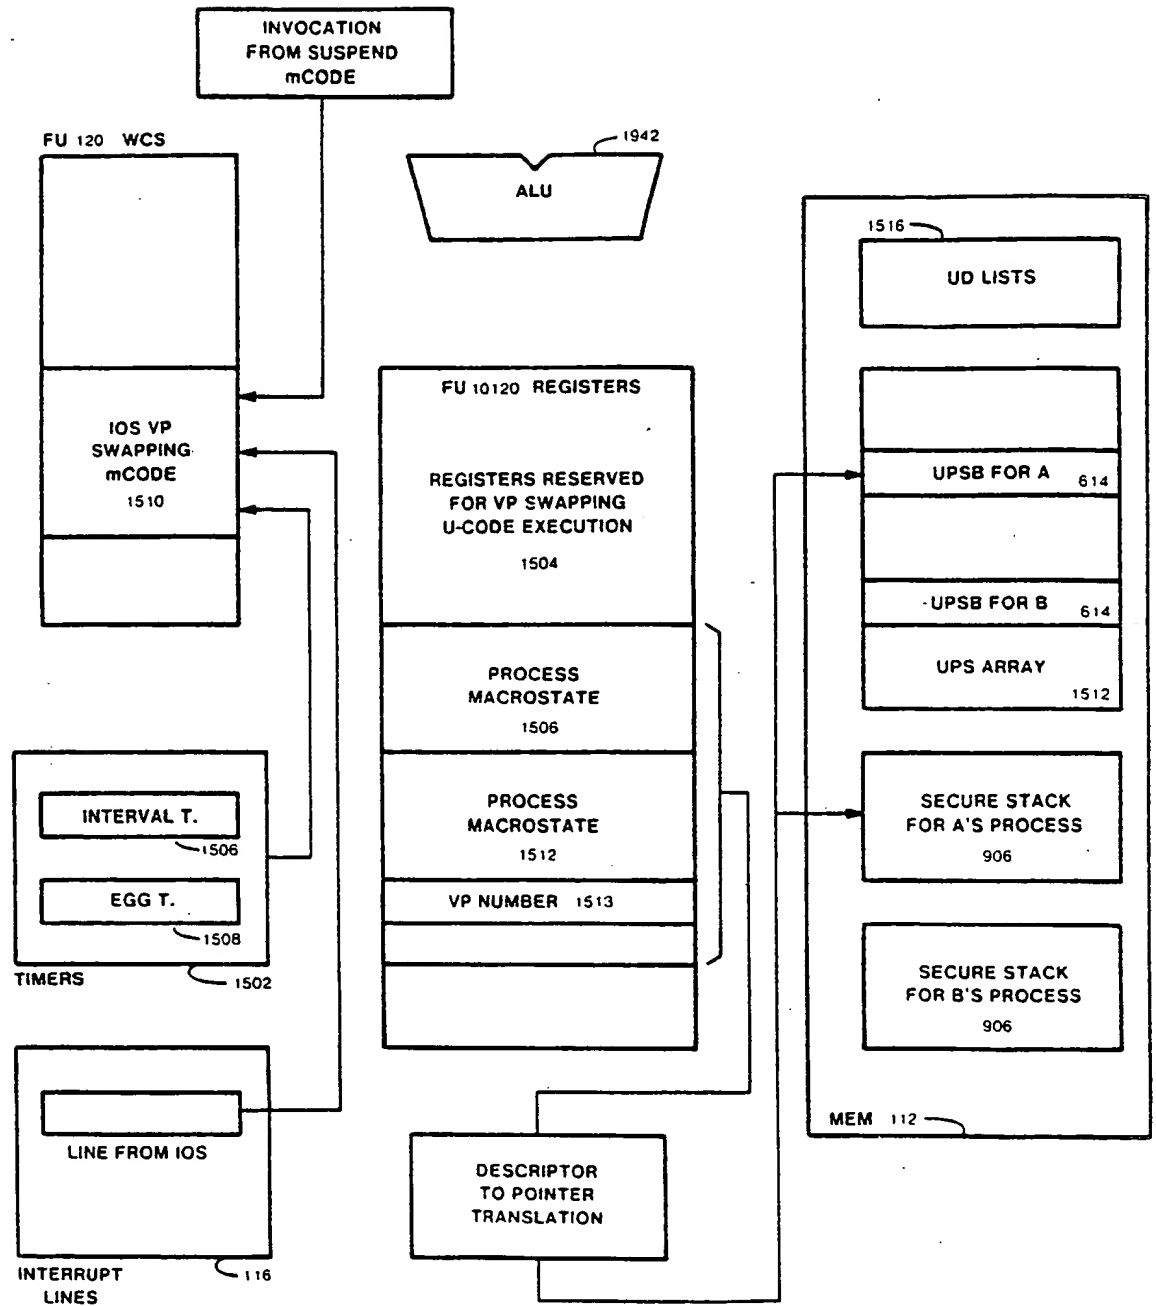 INVOCATION
FROM SUSPEND
mCODE
FU 120 WCS
1942
ALU
1516
UD LISTS
FU 10120 REGISTERS
IOS VP
SWAPPING
mCODE
1510
REGISTERS RESERVED
FOR VP SWAPPING
U-CODE EXECUTION
1504
UPSB FOR A 614
UPSB FOR B 614
UPS ARRAY
1512
PROCESS
MACROSTATE
1506
PROCESS
MACROSTATE
1512
VP NUMBER 1513
INTERVAL T.
1506
EGG T.
1508
TIMERS
1502
SECURE STACK
FOR A'S PROCESS
906
SECURE STACK
FOR B'S PROCESS
906
MEM 112
LINE FROM IOS
116
INTERRUPT
LINES
DESCRIPTOR
TO POINTER
TRANSLATION